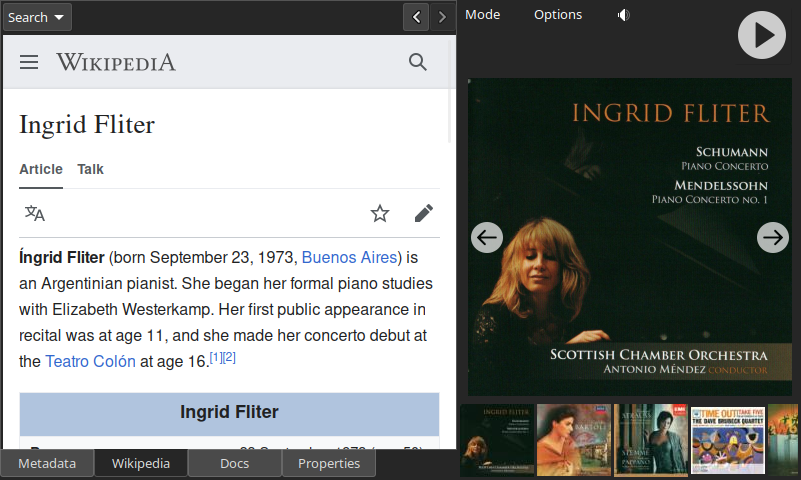 Search
Mode
Options
WIKIPEDIA
Ingrid Fliter
Article
Talk
Íngrid Fliter (born September 23, 1973, Buenos Aires) is
an Argentinian pianist. She began her formal piano studies
with Elizabeth Westerkamp. Her first public appearance in
recital was at age 11, and she made her concerto debut at
the Teatro Colón at age 16.[1][2]
Ingrid Fliter
Metadata
Wikipedia
Docs
Properties
INGRID FLITER
SCHUMANN
PIANO CONCERTO
MENDELSSOHN
PIANO CONCERTO NO. 1
SCOTTISH CHAMBER ORCHESTRA
ANTONIO MÉNDEZ CONDUCTOR
INGRID FLITER
BARTOLI
STRAUSS
STEMME
PAPPANO
EMI
TIME OUT TAKE FIVE
THE DAVE BRUBECK QUARTET